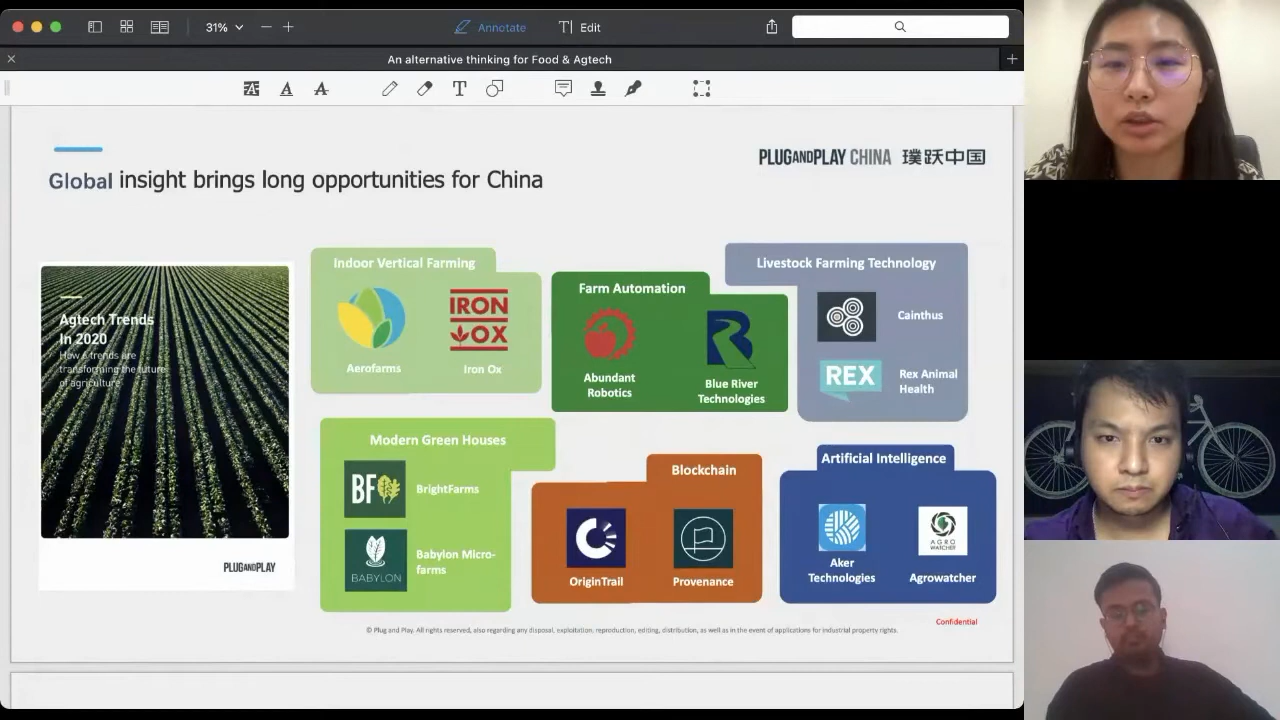 31%
Annotate
Edit
An alternative thinking for Food & Agtech
PLUGANDPLAY CHINA 璞跃中国
Global insight brings long opportunities for China
Agtech Trends
In 2020
How 6 trends are
transforming the future
of agriculture
PLUGANDPLAY
Indoor Vertical Farming
IRON
OX
Aerofarms
Iron Ox
Farm Automation
Abundant
Robotics
Blue River
Technologies
Livestock Farming Technology
Cainthus
REX
Rex Animal
Health
Modern Green Houses
BF
BrightFarms
BABYLON
Babylon Micro-
farms
Blockchain
OriginTrail
Provenance
Artificial Intelligence
AGRO
WATCHER
Aker
Technologies
Agrowatcher
Confidential
© Plug and Play. All rights reserved, also regarding any disposal, exploitation, reproduction, editing, distribution, as well as in the event of applications for industrial property rights.